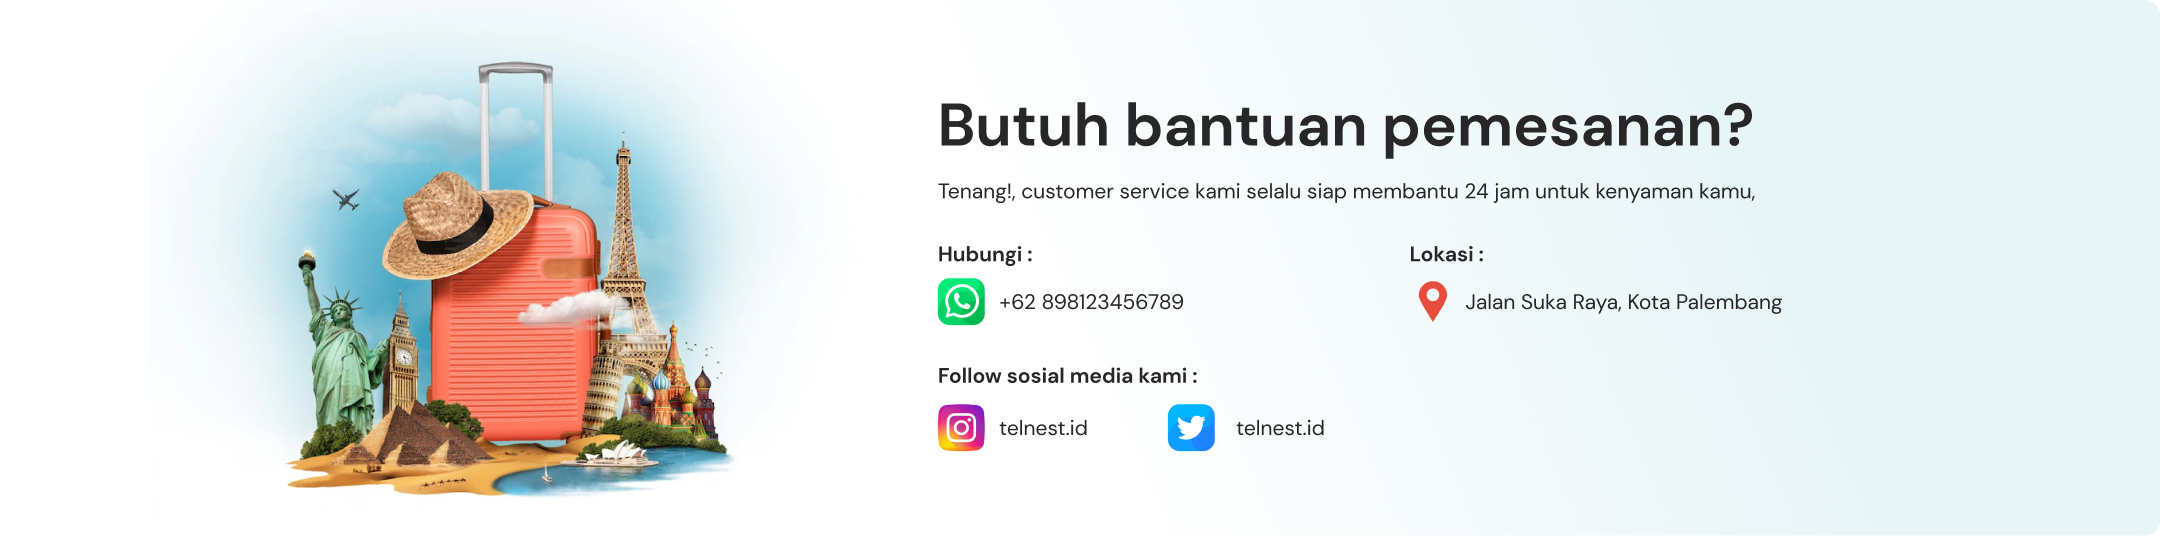 Butuh bantuan pemesanan?
Tenang!, customer service kami selalu siap membantu 24 jam untuk kenyaman kamu,
Hubungi :
+62 898123456789
Lokasi :
Jalan Suka Raya, Kota Palembang
Follow sosial media kami :
telnest.id
telnest.id